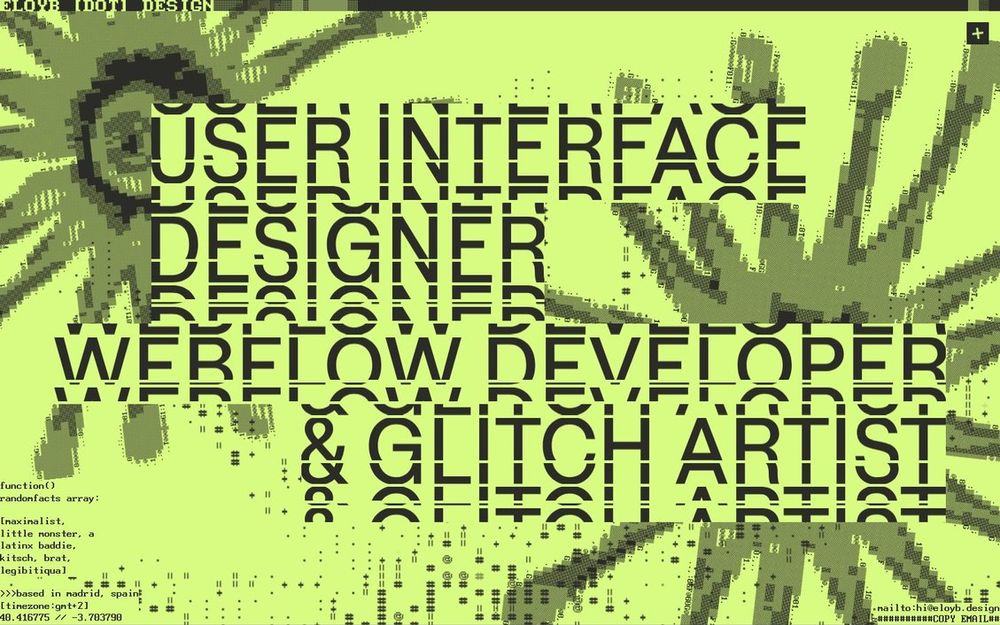 ELOYB [DOT] DESIGN
+
USER INTERFACE
DESIGNER
WEBFLOW DEVELOPER
& GLITCH ARTIST
function()
randomfacts array:
[maximalist,
little monster, a
latinx baddie,
kitsch, brat,
legibitiqua]
>>>based in madrid, spain
[timezone:gmt+2]
40.416775 // -3.703790
mailto:hi@eloyb.design
##########COPY EMAIL##